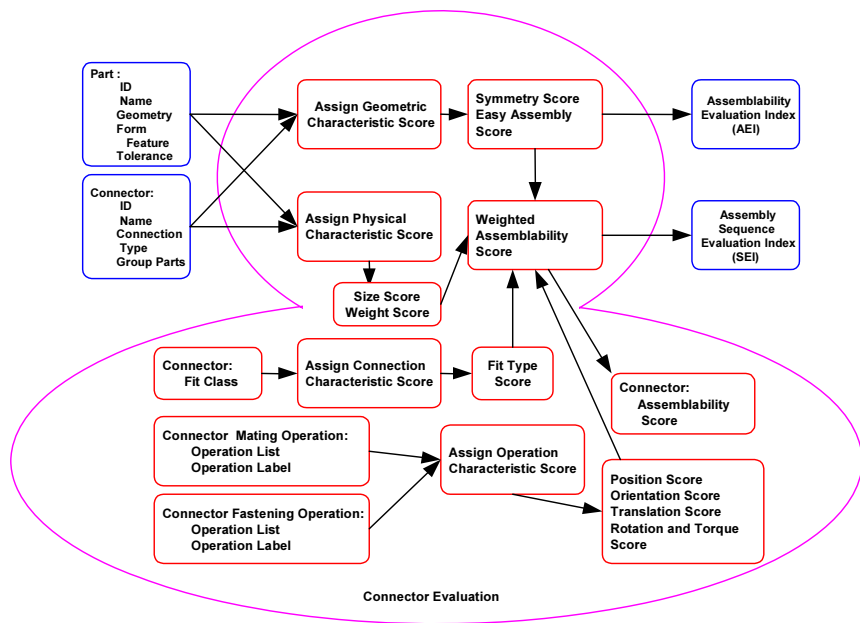 Part :
ID
Name
Geometry
Form
Feature
Tolerance
Connector:
ID
Name
Connection
Type
Group Parts
Assign Geometric
Characteristic Score
Symmetry Score
Easy Assembly
Score
Assemblability
Evaluation Index
(AEI)
Assign Physical
Characteristic Score
Weighted
Assemblability
Score
Assembly
Sequence
Evaluation Index
(SEI)
Size Score
Weight Score
Connector:
Fit Class
Assign Connection
Characteristic Score
Fit Type
Score
Connector:
Assemblability
Score
Connector Mating Operation:
Operation List
Operation Label
Assign Operation
Characteristic Score
Connector Fastening Operation:
Operation List
Operation Label
Position Score
Orientation Score
Translation Score
Rotation and Torque
Score
Connector Evaluation